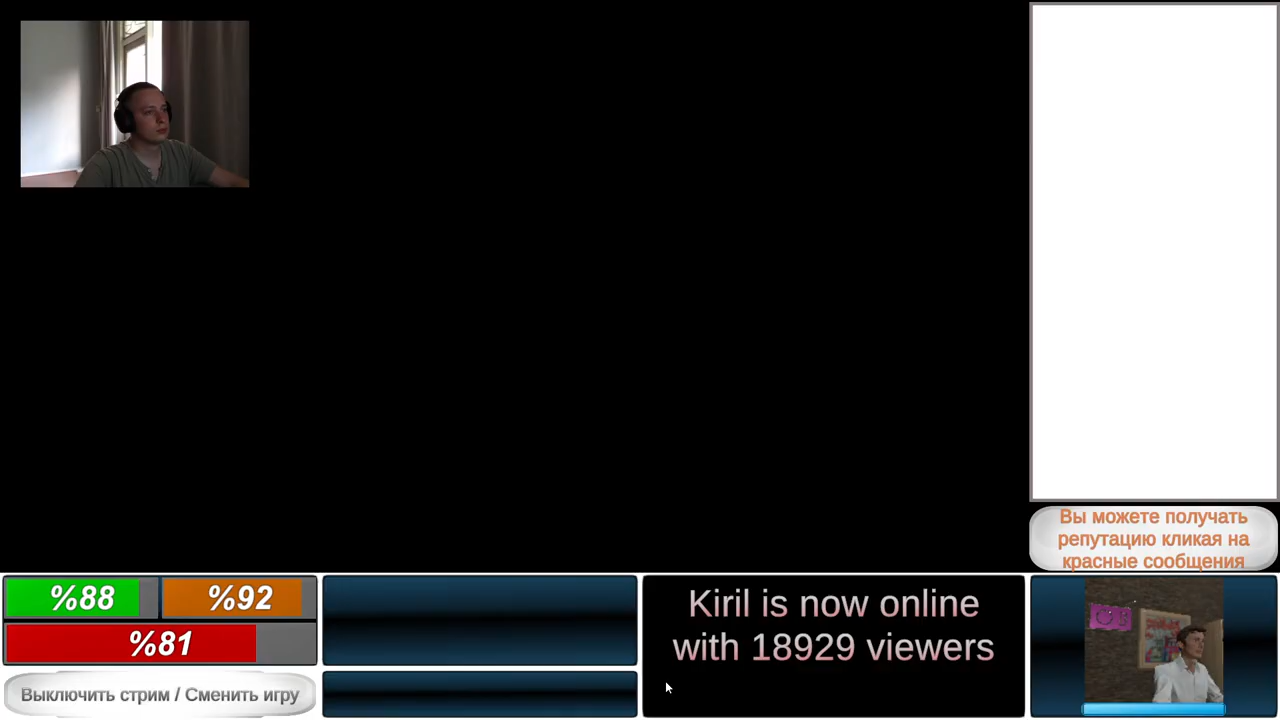 Вы можете получать
репутацию кликая на
красные сообщения
%88
%92
%81
Выключить стрим / Сменить игру
Kiril is now online
with 18929 viewers